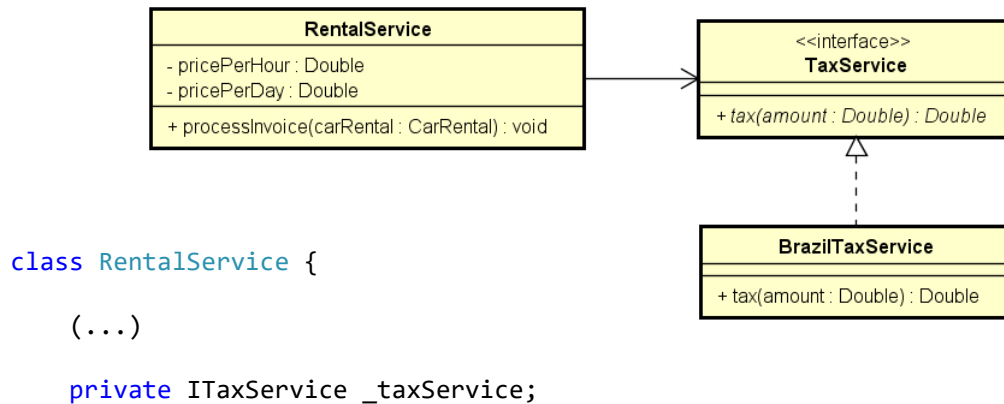 RentalService
- pricePerHour : Double
- pricePerDay : Double
+ processInvoice(carRental : CarRental) : void
<<interface>>
TaxService
+ tax(amount : Double) : Double
BrazilTaxService
+ tax(amount : Double) : Double
class RentalService {
(...)
private ITaxService _taxService;